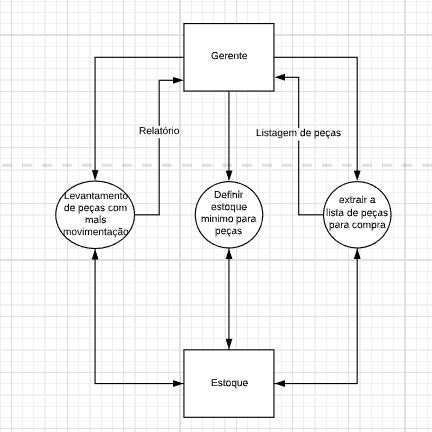 Gerente
Relatório
Listagem de peças
Levantamento
de peças com
mais
movimentação
Definir
estoque
minimo para
peças
extrair a
lista de peças
para compra
Estoque